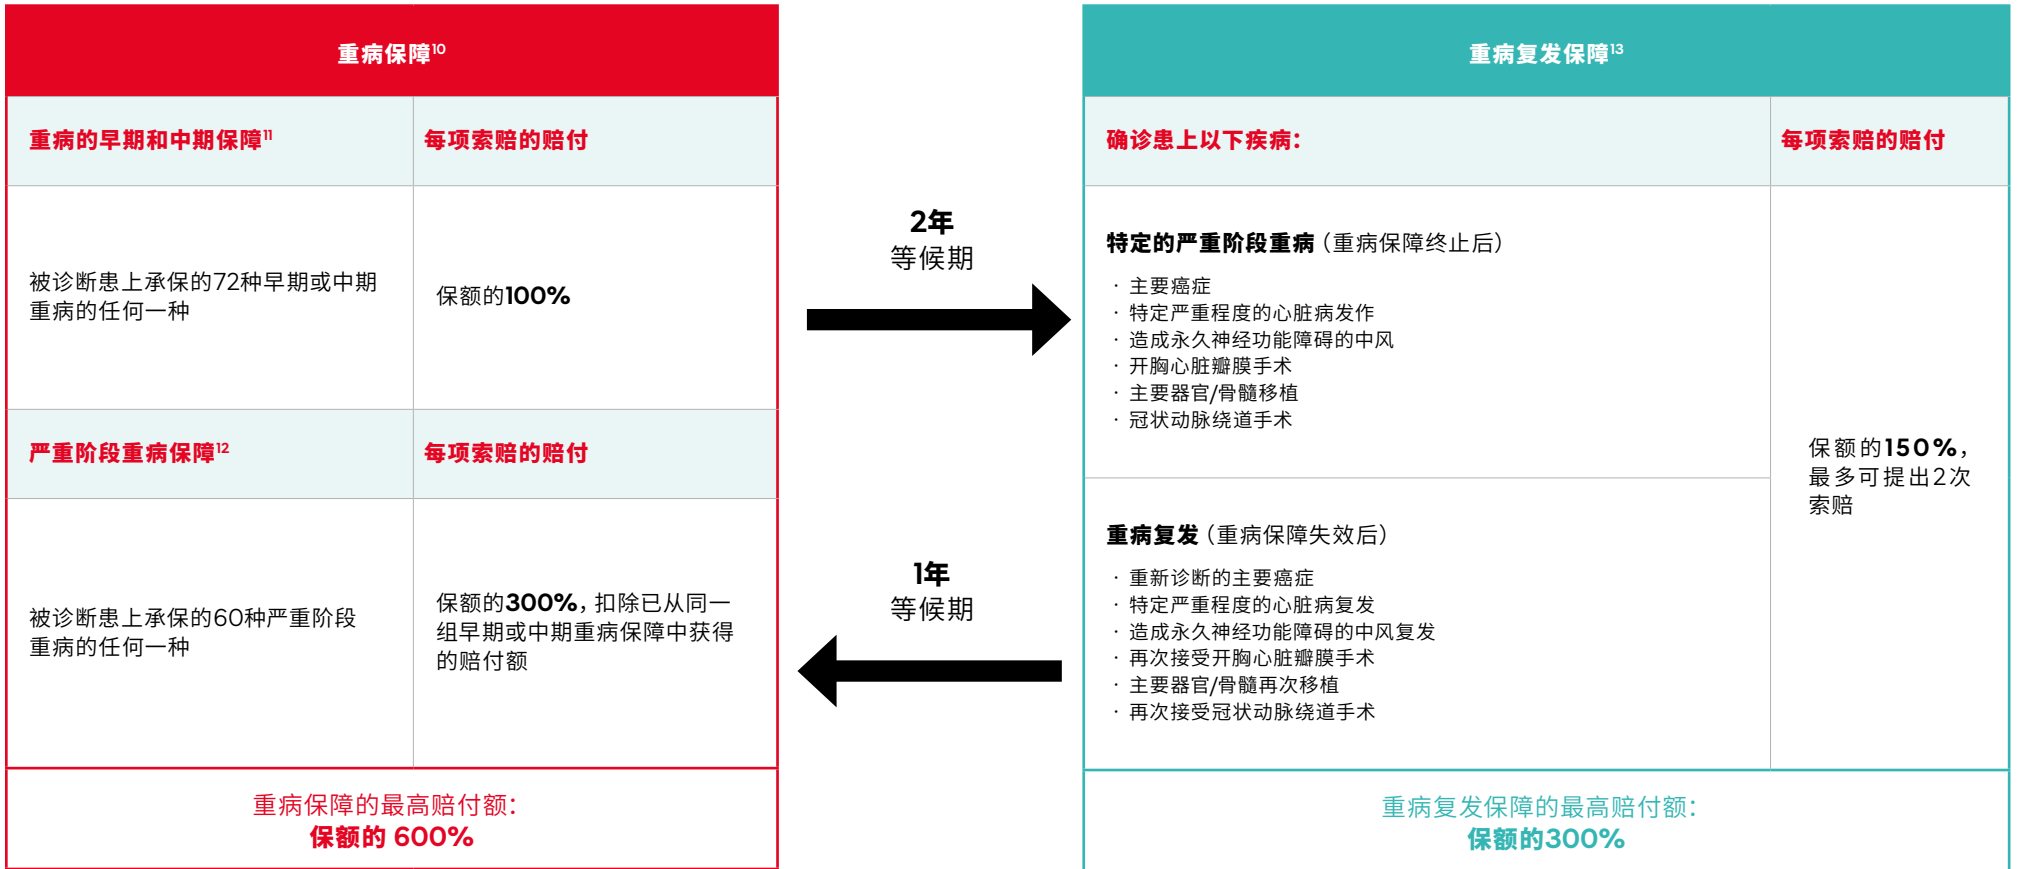 重病保障10
重病的早期和中期保障11
每项索赔的赔付
被诊断患上承保的72种早期或中期
重病的任何一种
保额的100%
严重阶段重病保障12
每项索赔的赔付
被诊断患上承保的60种严重阶段
重病的任何一种
保额的300%，扣除已从同一
组早期或中期重病保障中获得
的赔付额
重病保障的最高赔付额：
保额的 600%
2年
等候期
1年
等候期
重病复发保障13
确诊患上以下疾病：
每项索赔的赔付
特定的严重阶段重病（重病保障终止后）
· 主要癌症
· 特定严重程度的心脏病发作
· 造成永久神经功能障碍的中风
· 开胸心脏瓣膜手术
· 主要器官/骨髓移植
· 冠状动脉绕道手术
重病复发（重病保障失效后）
· 重新诊断的主要癌症
· 特定严重程度的心脏病复发
· 造成永久神经功能障碍的中风复发
· 再次接受开胸心脏瓣膜手术
· 主要器官/骨髓再次移植
· 再次接受冠状动脉绕道手术
保额的150%，
最多可提出2次
索赔
重病复发保障的最高赔付额：
保额的300%